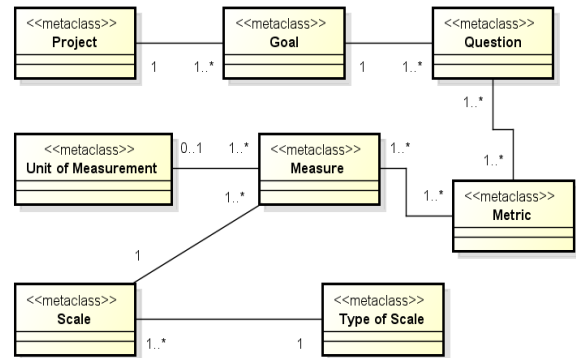 <<metaclass>>
Project
<<metaclass>>
Goal
<<metaclass>>
Question
1
1..*
1
1..*
1..*
1..*
<<metaclass>>
Unit of Measurement
0..1
1..*
<<metaclass>>
Measure
1..*
1..*
<<metaclass>>
Metric
1..*
1
<<metaclass>>
Scale
<<metaclass>>
Type of Scale
1..*
1